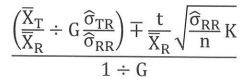 (X̅_T/X̅_R ÷ G σ̂_TR/σ̂_RR) ∓ t/X̅_R √(σ̂_RR/n K)
1 ÷ G